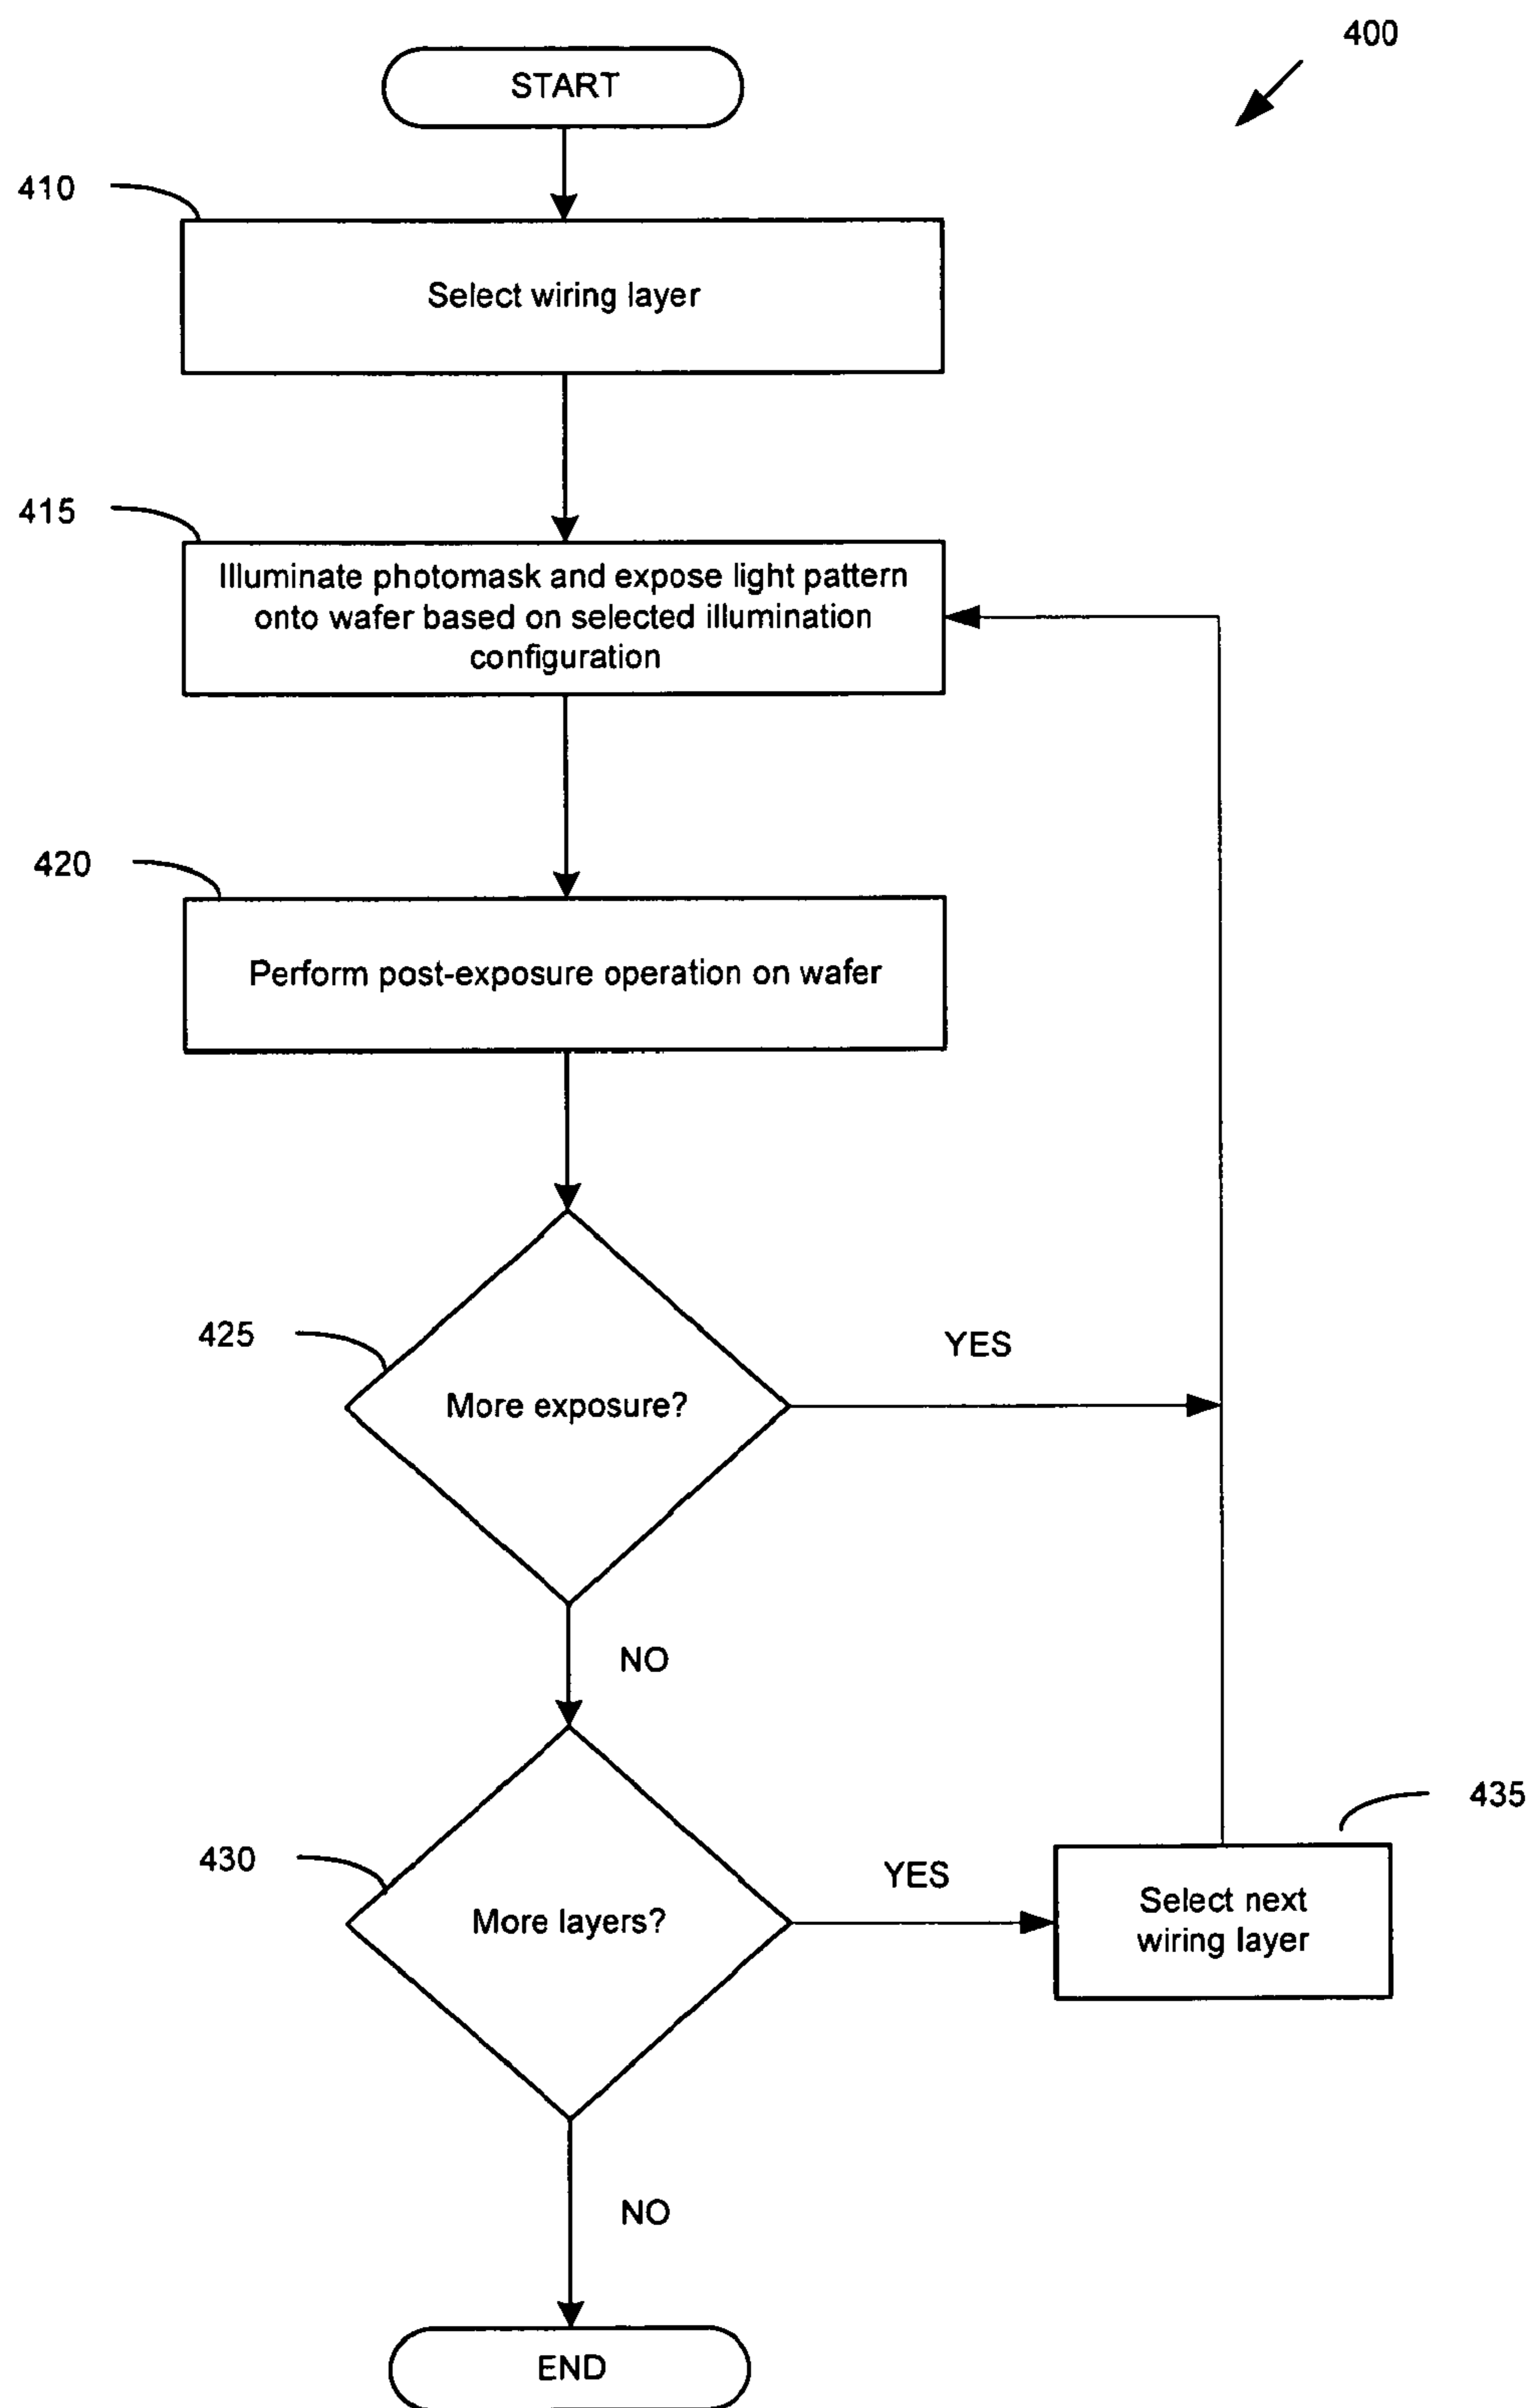 400
START
410
Select wiring layer
415
Illuminate photomask and expose light pattern
onto wafer based on selected illumination
configuration
420
Perform post-exposure operation on wafer
425
YES
More exposure?
NO
435
430
YES
More layers?
Select next
wiring layer
NO
END